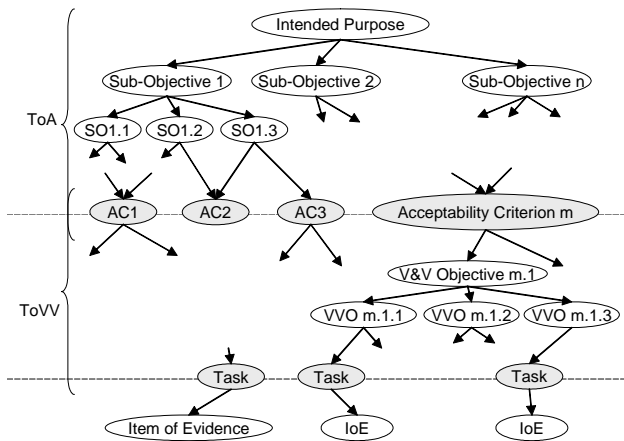 Intended Purpose
Sub-Objective 1
Sub-Objective 2
Sub-Objective n
ToA
SO1.1
SO1.2
SO1.3
AC1
AC2
AC3
Acceptability Criterion m
V&V Objective m.1
ToVV
VVO m.1.1
VVO m.1.2
VVO m.1.3
Task
Task
Task
Item of Evidence
IoE
IoE